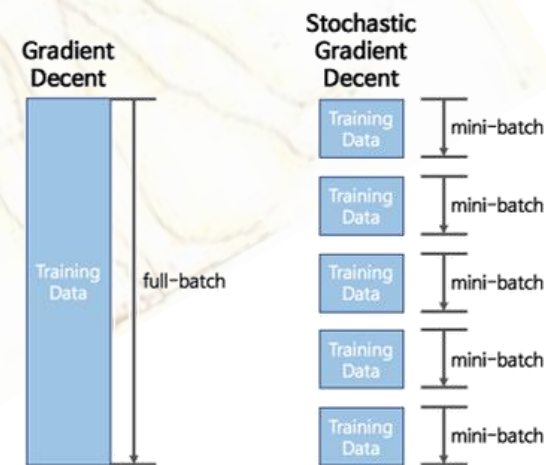 Gradient
Decent
Training
Data
full-batch
Stochastic
Gradient
Decent
Training
Data
mini-batch
Training
Data
mini-batch
Training
Data
mini-batch
Training
Data
mini-batch
Training
Data
mini-batch